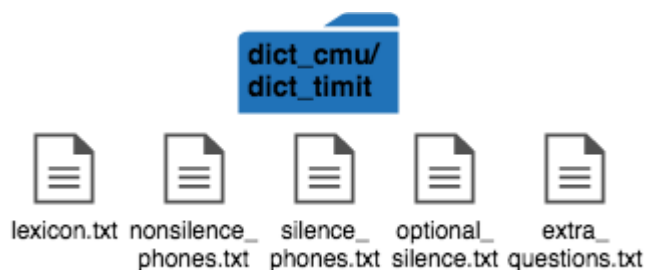 dict_cmu/
dict_timit
lexicon.txt nonsilence_ silence_ optional_ extra_
phones.txt phones.txt silence.txt questions.txt